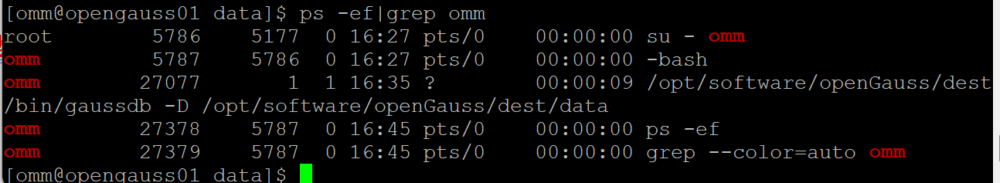 [omm@opengauss01 data]$ ps -ef|grep omm
root        5786    5177  0 16:27 pts/0    00:00:00 su - omm
omm         5787    5786  0 16:27 pts/0    00:00:00 -bash
omm        27077       1  1 16:35 ?        00:00:09 /opt/software/openGauss/dest
/bin/gaussdb -D /opt/software/openGauss/dest/data
omm        27378    5787  0 16:45 pts/0    00:00:00 ps -ef
omm        27379    5787  0 16:45 pts/0    00:00:00 grep --color=auto omm
[omm@opengauss01 data]$